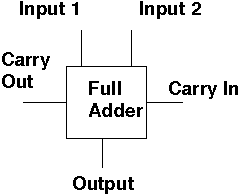 Input 1
Input 2
Carry
Out
Full
Adder
Carry In
Output